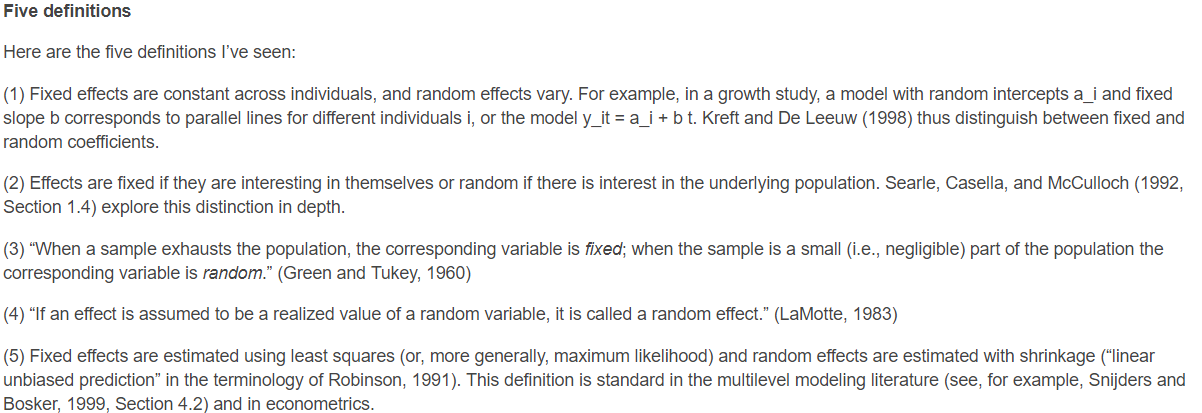 Five definitions
Here are the five definitions I’ve seen:
(1) Fixed effects are constant across individuals, and random effects vary. For example, in a growth study, a model with random intercepts a_i and fixed
slope b corresponds to parallel lines for different individuals i, or the model y_it = a_i + b t. Kreft and De Leeuw (1998) thus distinguish between fixed and
random coefficients.
(2) Effects are fixed if they are interesting in themselves or random if there is interest in the underlying population. Searle, Casella, and McCulloch (1992,
Section 1.4) explore this distinction in depth.
(3) “When a sample exhausts the population, the corresponding variable is fixed; when the sample is a small (i.e., negligible) part of the population the
corresponding variable is random.” (Green and Tukey, 1960)
(4) “If an effect is assumed to be a realized value of a random variable, it is called a random effect.” (LaMotte, 1983)
(5) Fixed effects are estimated using least squares (or, more generally, maximum likelihood) and random effects are estimated with shrinkage (“linear
unbiased prediction” in the terminology of Robinson, 1991). This definition is standard in the multilevel modeling literature (see, for example, Snijders and
Bosker, 1999, Section 4.2) and in econometrics.